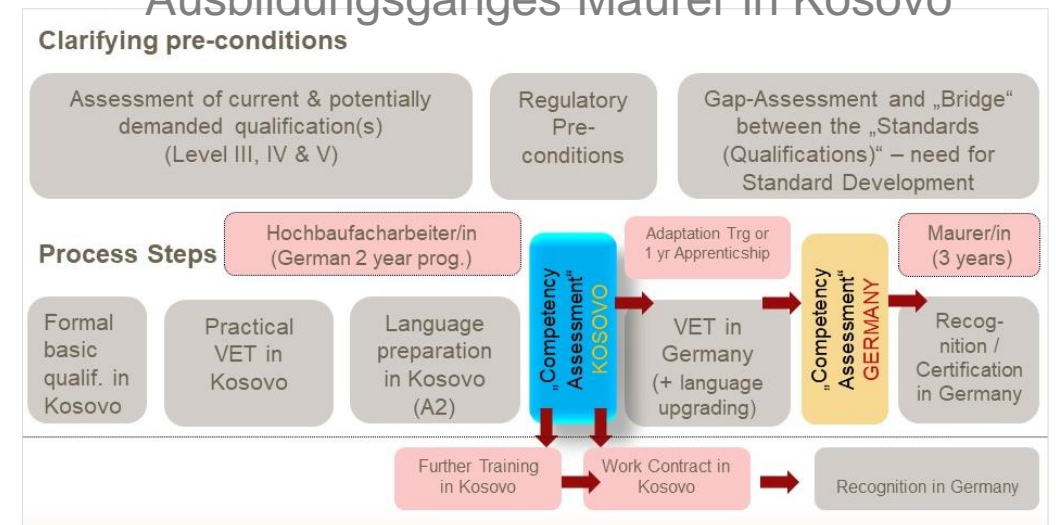 Ausbildungsganges Maurer in Kosovo
Clarifying pre-conditions
Assessment of current & potentially
demanded qualification(s)
(Level III, IV & V)
Regulatory
Pre-
conditions
Gap-Assessment and „Bridge“
between the „Standards
(Qualifications)“ – need for
Standard Development
Process Steps
Hochbaufacharbeiter/in
(German 2 year prog.)
Adaptation Trg or
1 yr Apprenticship
Maurer/in
(3 years)
Formal
basic
qualif. in
Kosovo
Practical
VET in
Kosovo
Language
preparation
in Kosovo
(A2)
„Competency
Assessment“
KOSOVO
VET in
Germany
(+ language
upgrading)
„Competency
Assessment“
GERMANY
Recog-
nition /
Certification
in Germany
Further Training
in Kosovo
Work Contract in
Kosovo
Recognition in Germany